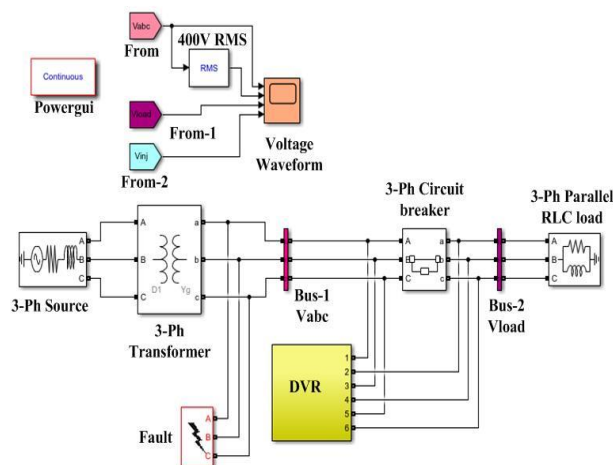 Vabc
From
400V RMS
RMS
Continuous
Powergui
Vload
From-1
Vinj
From-2
Voltage
Waveform
3-Ph Circuit
breaker
3-Ph Parallel
RLC load
A
B
C
3-Ph Source
A
B
C
a
b
c
D1
Yg
3-Ph
Transformer
Bus-1
Vabc
A
B
C
a
b
c
Bus-2
Vload
A
B
C
DVR
1
2
3
4
5
6
Fault
A
B
C